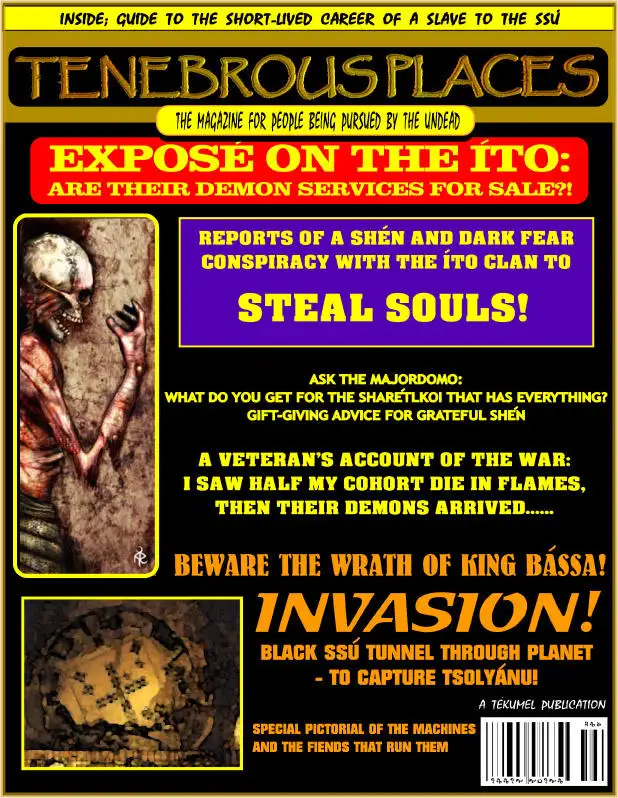 INSIDE; GUIDE TO THE SHORT-LIVED CAREER OF A SLAVE TO THE SSÚ
TENEBROUS PLACES
THE MAGAZINE FOR PEOPLE BEING PURSUED BY THE UNDEAD
EXPOSÉ ON THE ÍTO:
ARE THEIR DEMON SERVICES FOR SALE?!
REPORTS OF A SHÉN AND DARK FEAR
CONSPIRACY WITH THE ÍTO CLAN TO
STEAL SOULS!
ASK THE MAJORDOMO:
WHAT DO YOU GET FOR THE SHARÉTLKOI THAT HAS EVERYTHING?
GIFT-GIVING ADVICE FOR GRATEFUL SHÉN
A VETERAN'S ACCOUNT OF THE WAR:
I SAW HALF MY COHORT DIE IN FLAMES,
THEN THEIR DEMONS ARRIVED......
BEWARE THE WRATH OF KING BÁSSA!
INVASION!
BLACK SSÚ TUNNEL THROUGH PLANET
- TO CAPTURE TSOLYÁNU!
A TÉKUMEL PUBLICATION
SPECIAL PICTORIAL OF THE MACHINES
AND THE FIENDS THAT RUN THEM